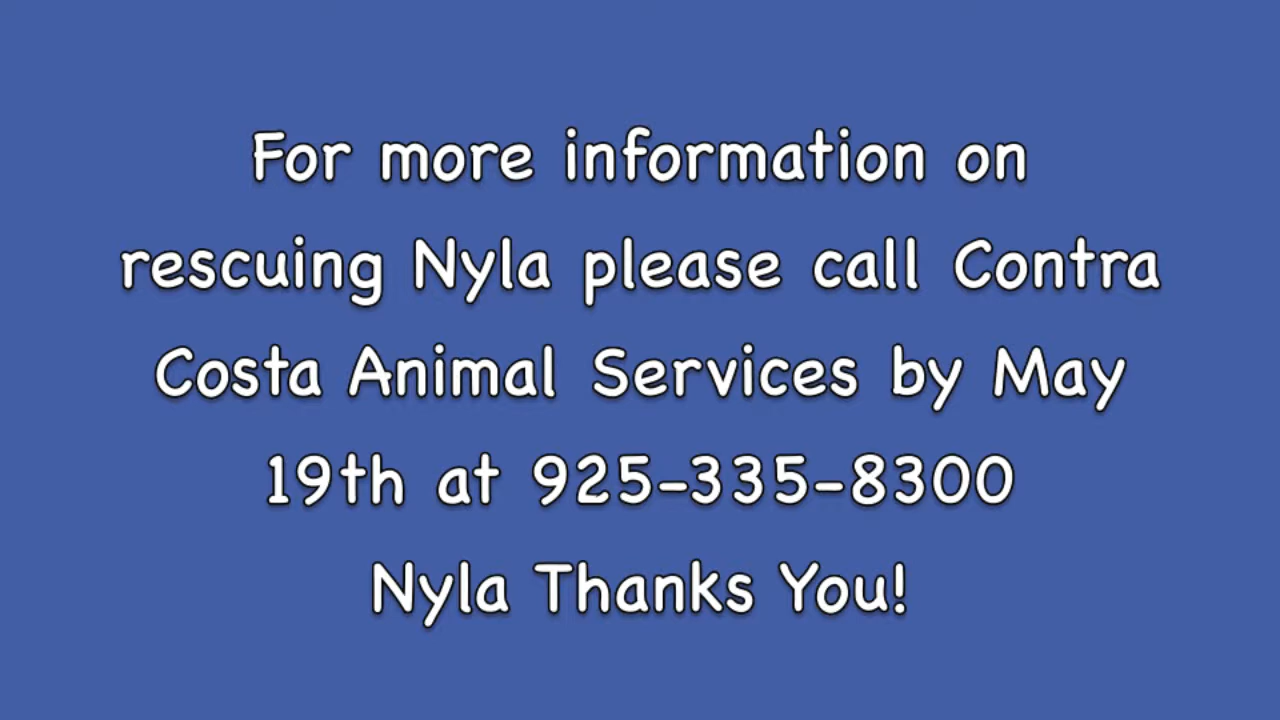 For more information on
rescuing Nyla please call Contra
Costa Animal Services by May
19th at 925-335-8300
Nyla Thanks You!